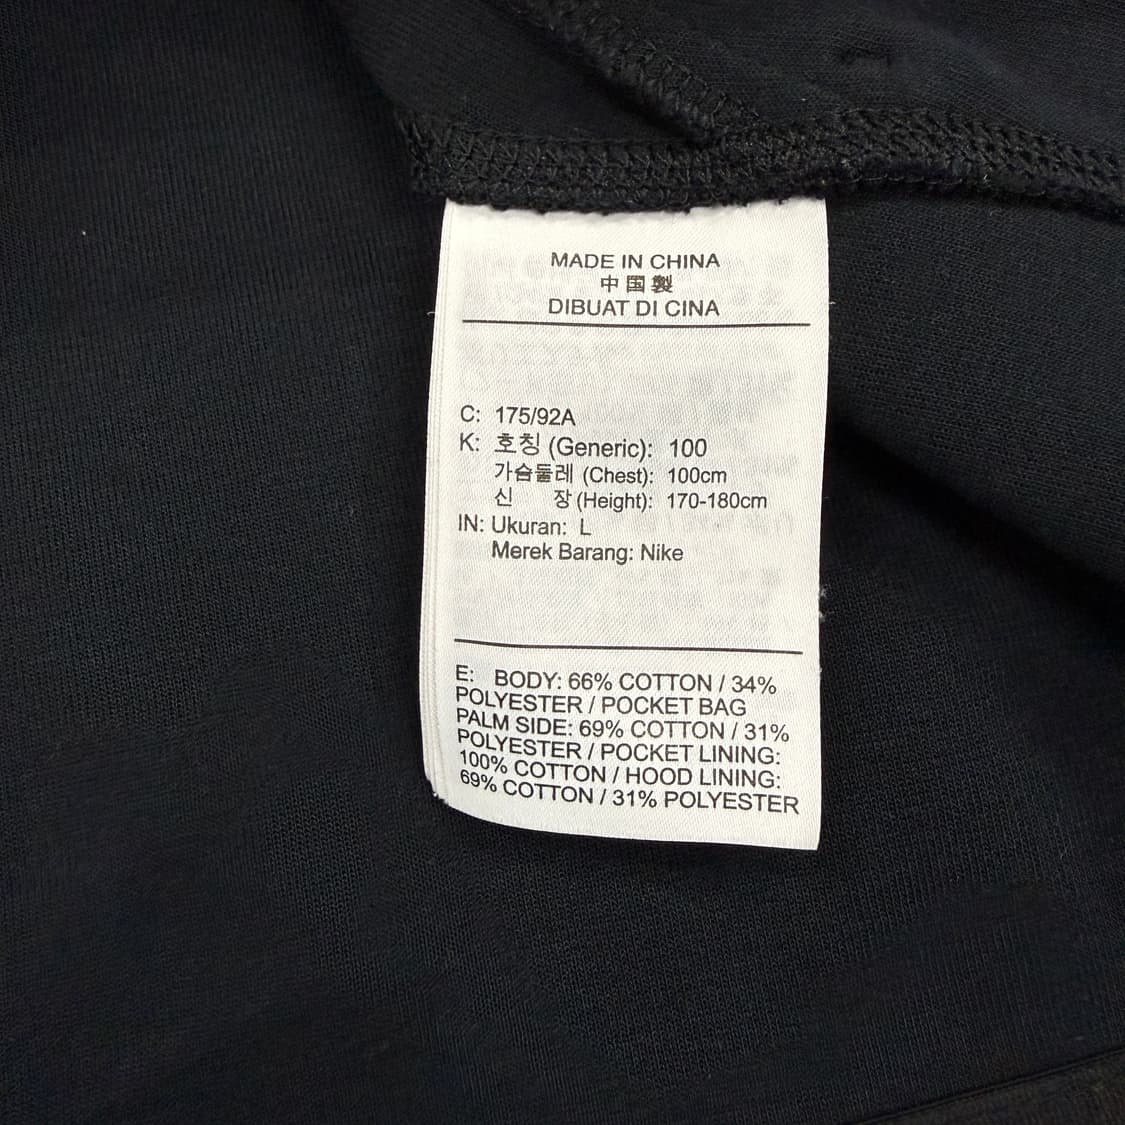 MADE IN CHINA
中国製
DIBUAT DI CINA
C: 175/92A
K: 호칭 (Generic): 100
가슴둘레 (Chest): 100cm
신 장 (Height): 170-180cm
IN: Ukuran: L
Merek Barang: Nike
E: BODY: 66% COTTON / 34%
POLYESTER / POCKET BAG
PALM SIDE: 69% COTTON / 31%
POLYESTER / POCKET LINING:
100% COTTON / HOOD LINING:
69% COTTON / 31% POLYESTER